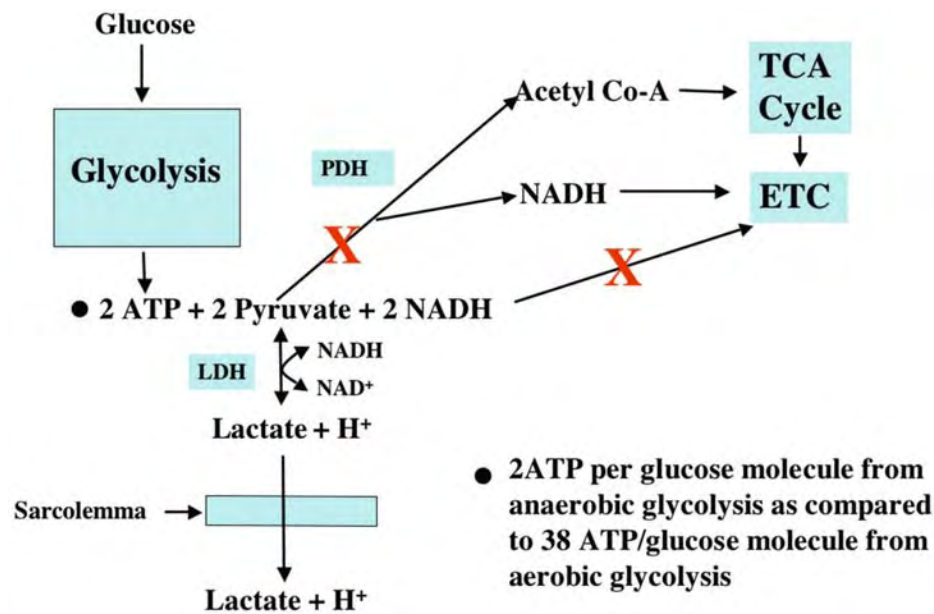 Glucose
Glycolysis
PDH
Acetyl Co-A
TCA
Cycle
NADH
ETC
X
X
● 2 ATP + 2 Pyruvate + 2 NADH
LDH
NADH
NAD⁺
Lactate + H⁺
Sarcolemma
Lactate + H⁺
● 2ATP per glucose molecule from
anaerobic glycolysis as compared
to 38 ATP/glucose molecule from
aerobic glycolysis